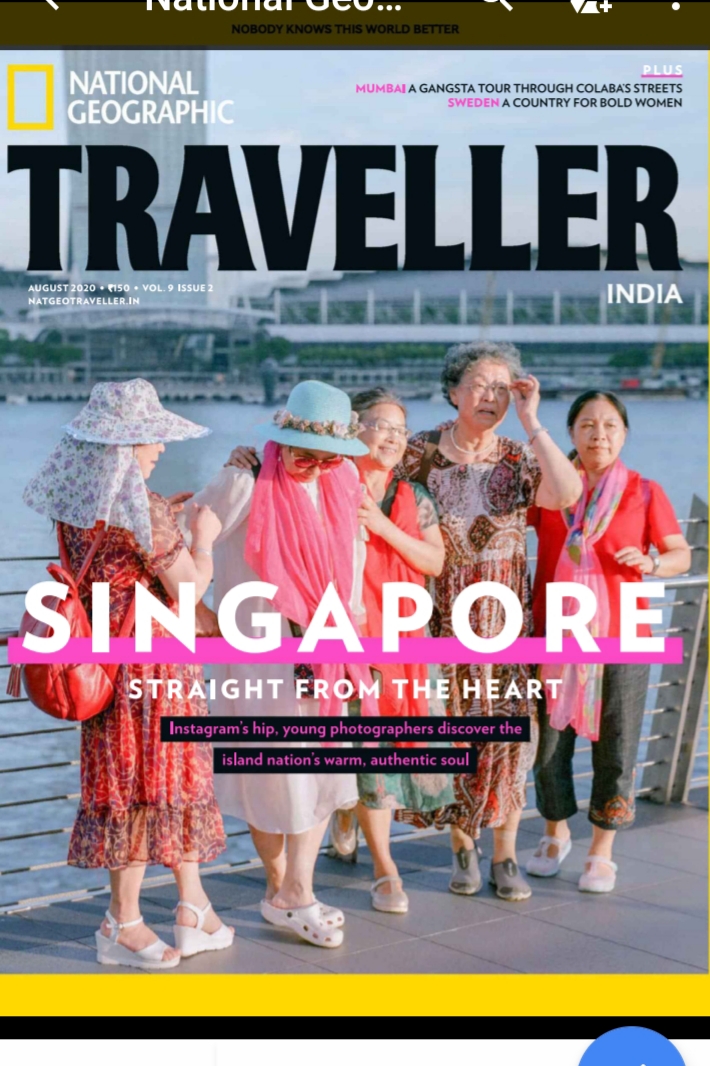 National Geo...
NOBODY KNOWS THIS WORLD BETTER
PLUS
NATIONAL
GEOGRAPHIC
MUMBAI A GANGSTA TOUR THROUGH COLABA'S STREETS
SWEDEN A COUNTRY FOR BOLD WOMEN
TRAVELLER
AUGUST 2020 • ₹150 • VOL. 9 ISSUE 2
NATGEOTRAVELLER.IN
INDIA
SINGAPORE
STRAIGHT FROM THE HEART
Instagram's hip, young photographers discover the
island nation's warm, authentic soul